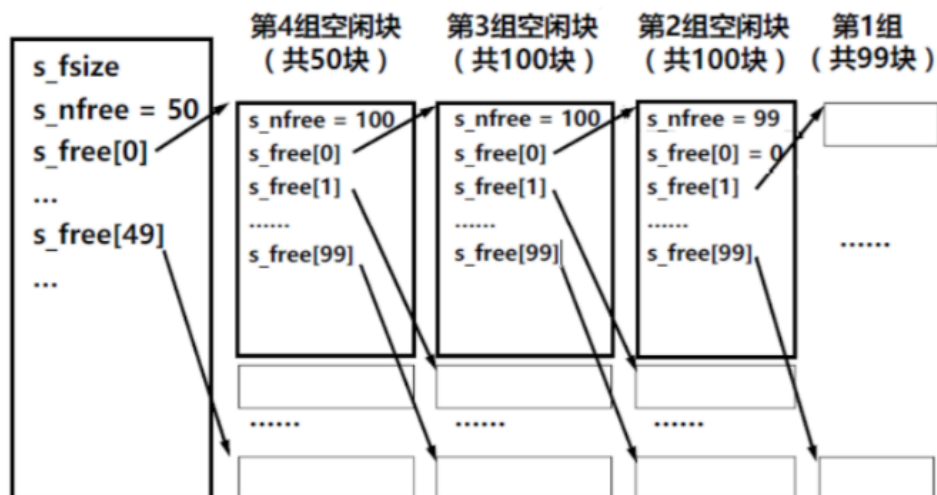 第4组空闲块
（共50块）
第3组空闲块
（共100块）
第2组空闲块
（共100块）
第1组
（共99块）
s_fsize
s_nfree = 50
s_free[0]
...
s_free[49]
...
s_nfree = 100
s_free[0]
s_free[1]
......
s_free[99]
......
s_nfree = 100
s_free[0]
s_free[1]
......
s_free[99]
......
s_nfree = 99
s_free[0] = 0
s_free[1]
......
s_free[99]
......
......